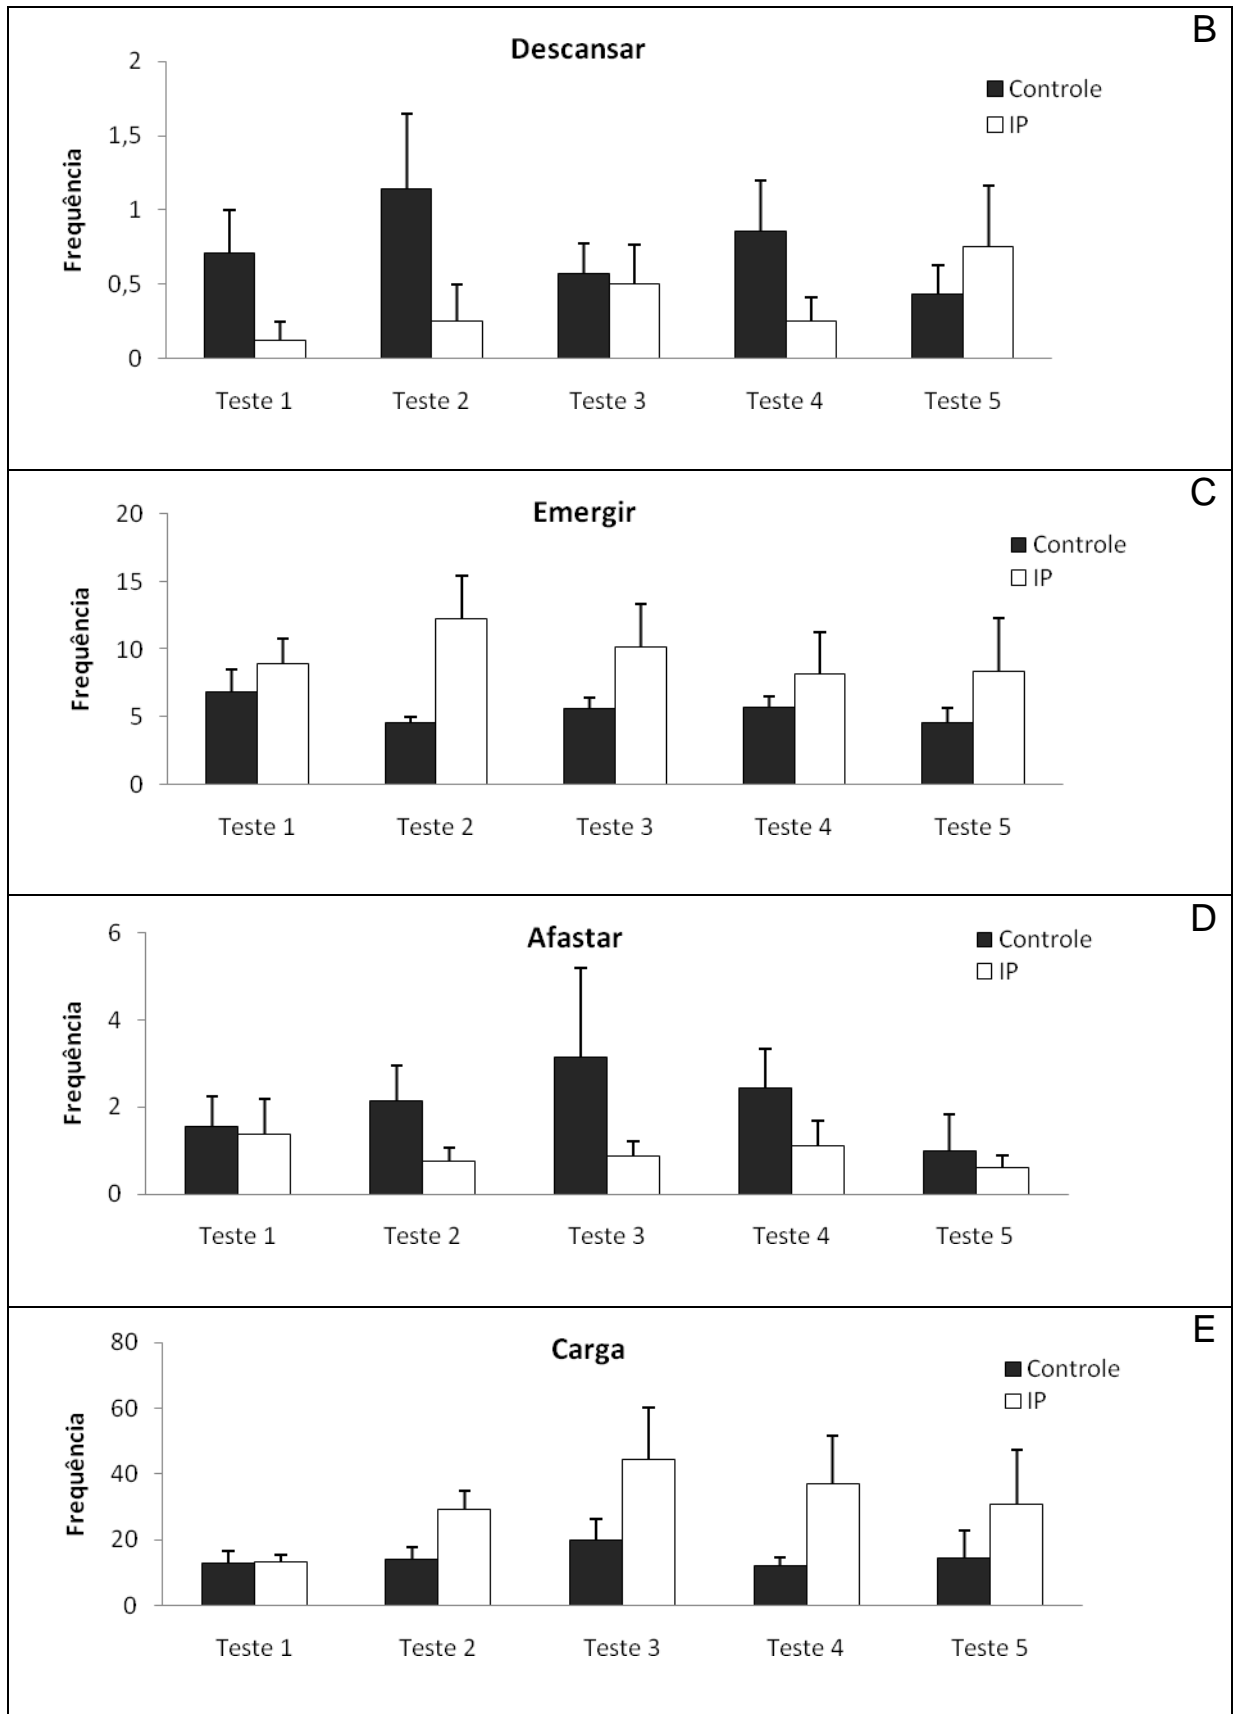 B
Descansar
Controle
IP
Frequência
2
1,5
1
0,5
0
Teste 1 Teste 2 Teste 3 Teste 4 Teste 5
C
Emergir
Controle
IP
Frequência
20
15
10
5
0
Teste 1 Teste 2 Teste 3 Teste 4 Teste 5
D
Afastar
Controle
IP
Frequência
6
4
2
0
Teste 1 Teste 2 Teste 3 Teste 4 Teste 5
E
Carga
Controle
IP
Frequência
80
60
40
20
0
Teste 1 Teste 2 Teste 3 Teste 4 Teste 5